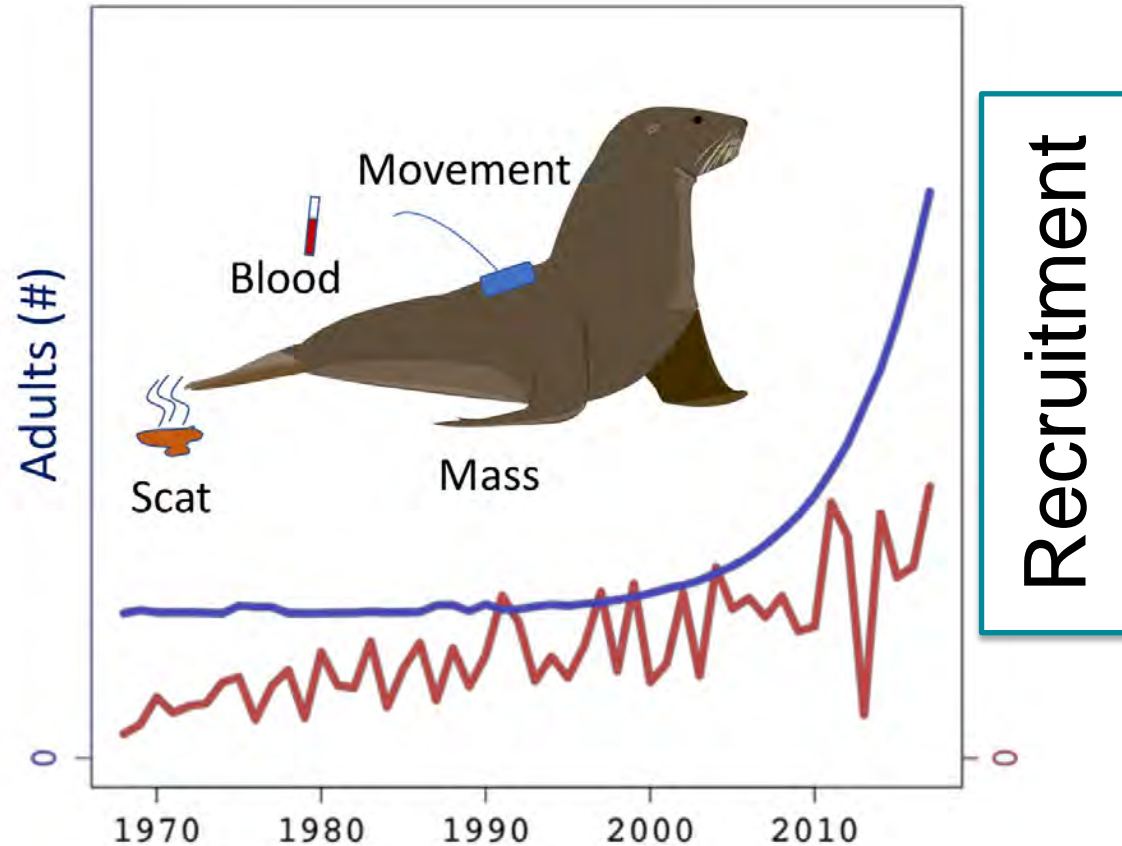 Adults (#)
Movement
Blood
Scat
Mass
Recruitment
0
0
1970 1980 1990 2000 2010